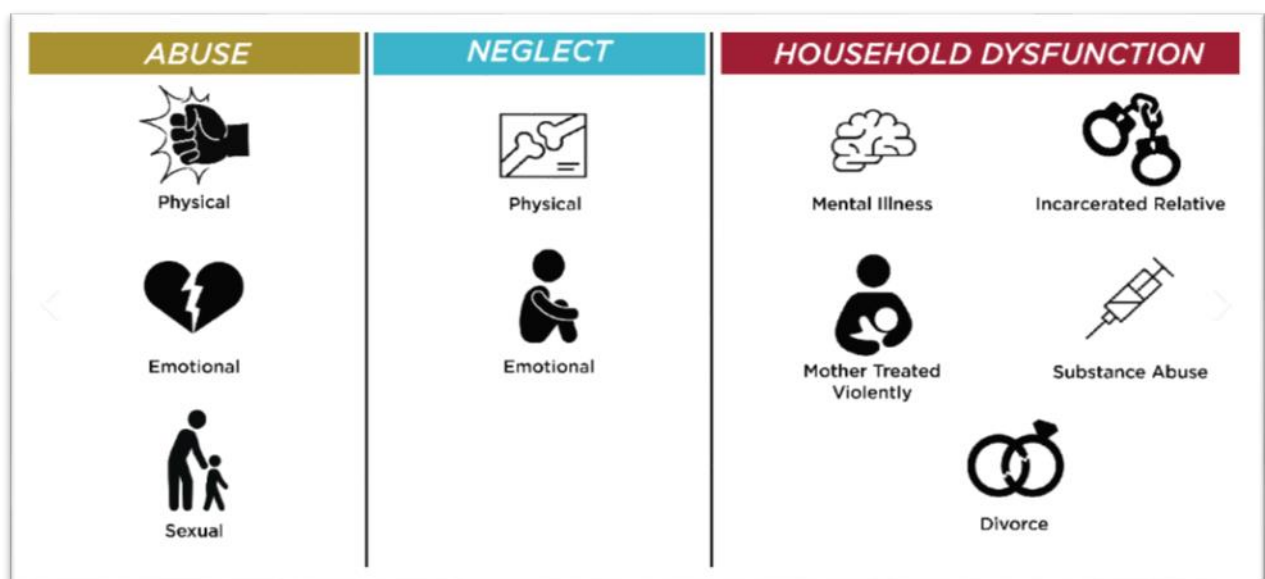 ABUSE
Physical
Emotional
Sexual
NEGLECT
Physical
Emotional
HOUSEHOLD DYSFUNCTION
Mental Illness
Incarcerated Relative
Mother Treated
Violently
Substance Abuse
Divorce